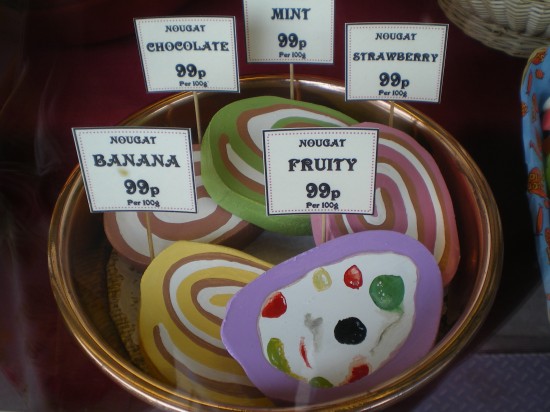 NOUGAT
CHOCOLATE
99p
Per 100g
NOUGAT
MINT
99p
Per 100g
NOUGAT
STRAWBERRY
99p
Per 100g
NOUGAT
BANANA
99p
Per 100g
NOUGAT
FRUITY
99p
Per 100g